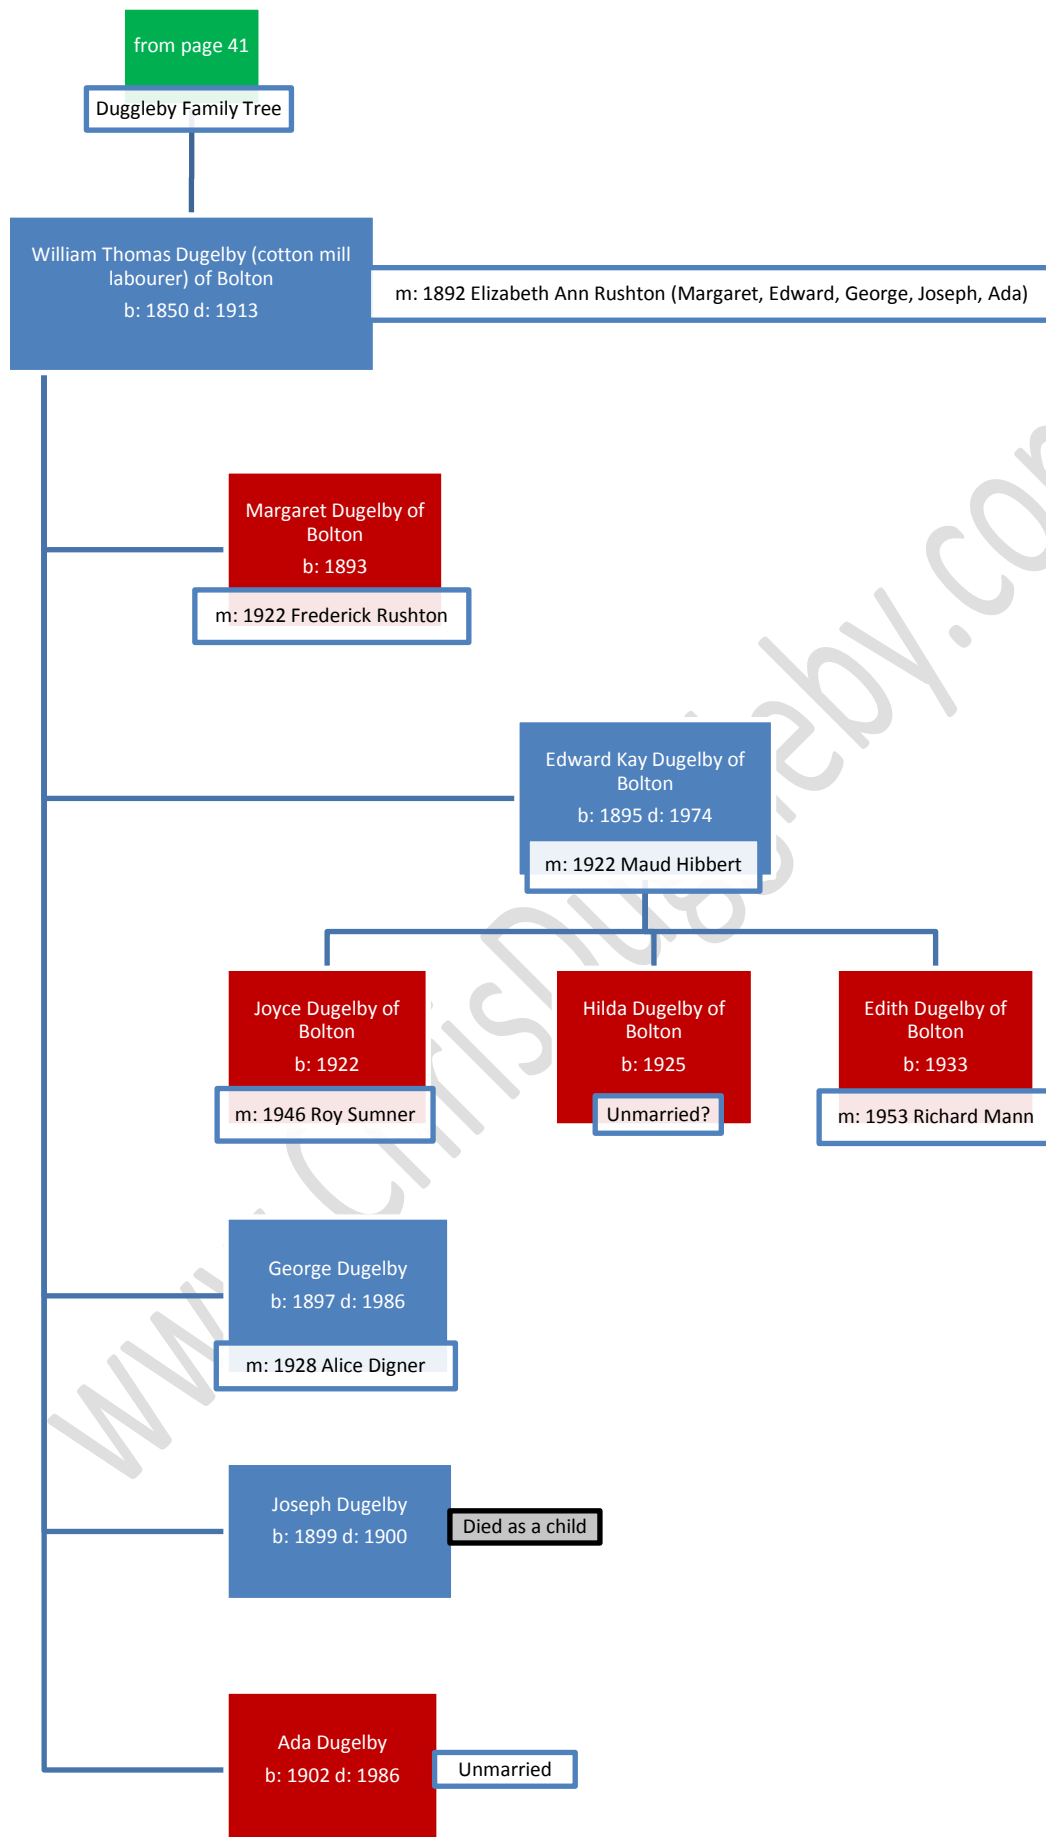 from page 41
Duggleby Family Tree
William Thomas Dugelby (cotton mill
labourer) of Bolton
b: 1850 d: 1913
m: 1892 Elizabeth Ann Rushton (Margaret, Edward, George, Joseph, Ada)
Margaret Dugelby of
Bolton
b: 1893
m: 1922 Frederick Rushton
Edward Kay Dugelby of
Bolton
b: 1895 d: 1974
m: 1922 Maud Hibbert
Joyce Dugelby of
Bolton
b: 1922
m: 1946 Roy Sumner
Hilda Dugelby of
Bolton
b: 1925
Unmarried?
Edith Dugelby of
Bolton
b: 1933
m: 1953 Richard Mann
George Dugelby
b: 1897 d: 1986
m: 1928 Alice Digner
Joseph Dugelby
b: 1899 d: 1900
Died as a child
Ada Dugelby
b: 1902 d: 1986
Unmarried